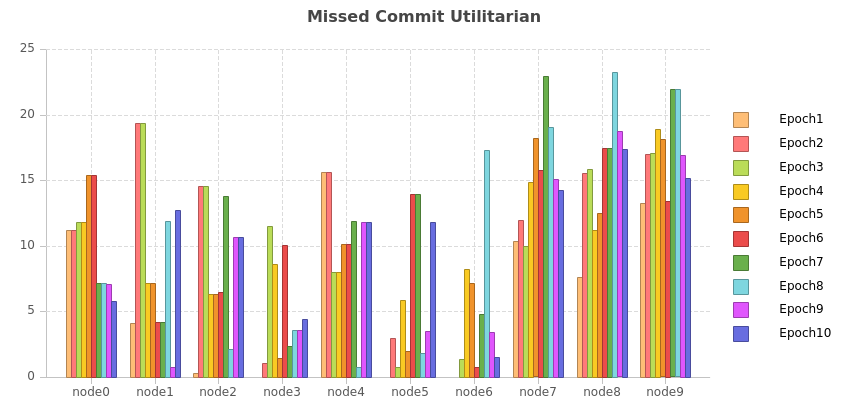 Missed Commit Utilitarian
25
20
15
10
5
0
node0 node1 node2 node3 node4 node5 node6 node7 node8 node9
Epoch1
Epoch2
Epoch3
Epoch4
Epoch5
Epoch6
Epoch7
Epoch8
Epoch9
Epoch10